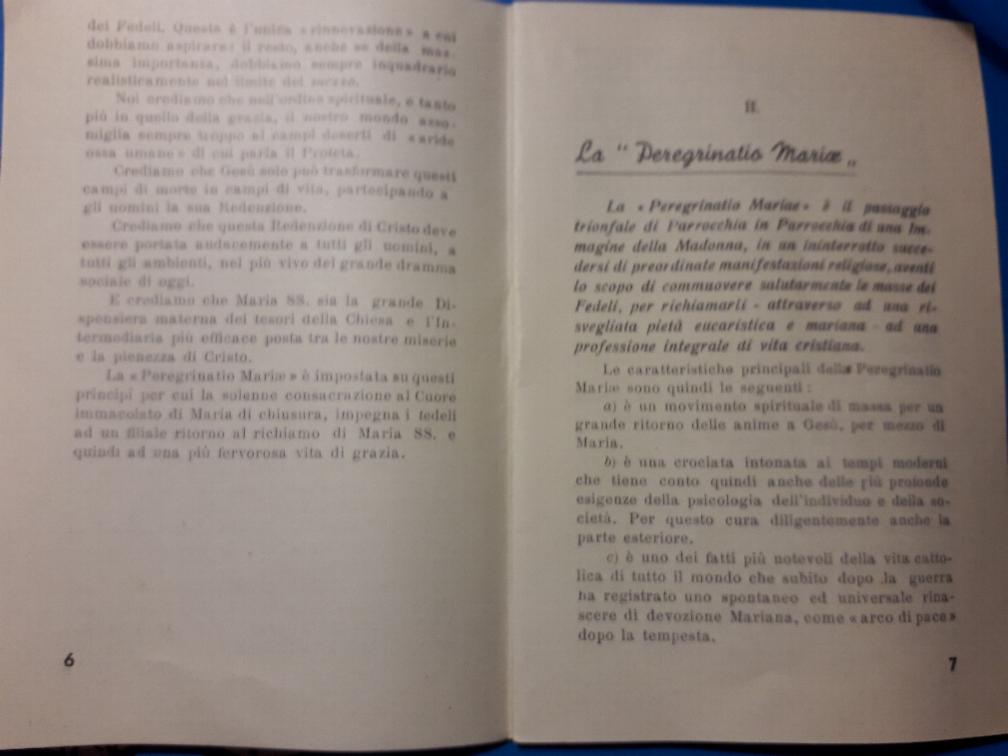 dei Fedeli. Questa è l'unica « rinnovazione » a cui
dobbiamo aspirare: il resto, anche se della mas-
sima importanza, dobbiamo sempre inquadrarlo
realisticamente nel limite del mezzo.
Noi crediamo che nell'ordine spirituale, e tanto
più in quello della grazia, il nostro mondo asso-
miglia sempre troppo ai campi deserti di « aride
ossa umane » di cui parla il Profeta.
Crediamo che Gesù solo può trasformare questi
campi di morte in campi di vita, partecipando a
gli uomini la sua Redenzione.
Crediamo che questa Redenzione di Cristo deve
essere portata audacemente a tutti gli uomini, a
tutti gli ambienti, nel più vivo del grande dramma
sociale di oggi.
E crediamo che Maria SS. sia la grande Di-
spensiera materna dei tesori della Chiesa e l'In-
termediaria più efficace posta tra le nostre miserie
e la pienezza di Cristo.
La « Peregrinatio Mariæ » è impostata su questi
principi per cui la solenne consacrazione al Cuore
immacolato di Maria di chiusura, impegna i fedeli
ad un filiale ritorno al richiamo di Maria SS. e
quindi ad una più fervorosa vita di grazia.
6
II.
La “ Peregrinatio Mariæ „
La « Peregrinatio Mariae » è il passaggio
trionfale di Parrocchia in Parrocchia di una Im-
magine della Madonna, in un ininterrotto succe-
dersi di preordinate manifestazioni religiose, aventi
lo scopo di commuovere salutarmente le masse dei
Fedeli, per richiamarli - attraverso ad una ri-
svegliata pietà eucaristica e mariana - ad una
professione integrale di vita cristiana.
Le caratteristiche principali della Peregrinatio
Mariæ sono quindi le seguenti :
a) è un movimento spirituale di massa per un
grande ritorno delle anime a Gesù, per mezzo di
Maria.
b) è una crociata intonata ai tempi moderni
che tiene conto quindi anche delle più profonde
esigenze della psicologia dell'individuo e della so-
cietà. Per questo cura diligentemente anche la
parte esteriore.
c) è uno dei fatti più notevoli della vita catto-
lica di tutto il mondo che subito dopo la guerra
ha registrato uno spontaneo ed universale rina-
scere di devozione Mariana, come « arco di pace »
dopo la tempesta.
7